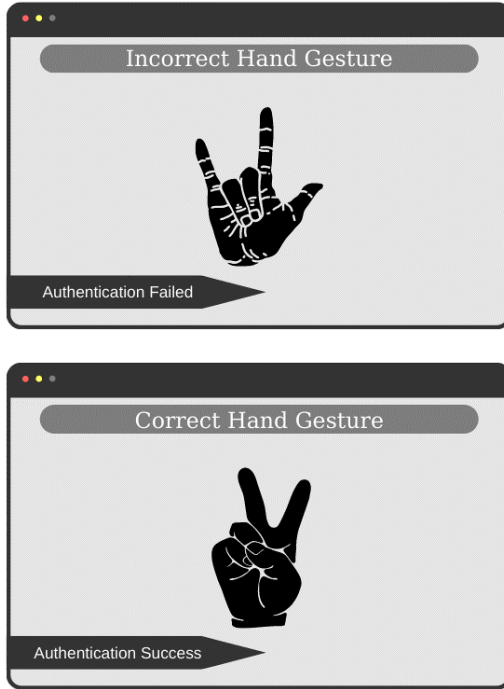 Incorrect Hand Gesture
Authentication Failed
Correct Hand Gesture
Authentication Success